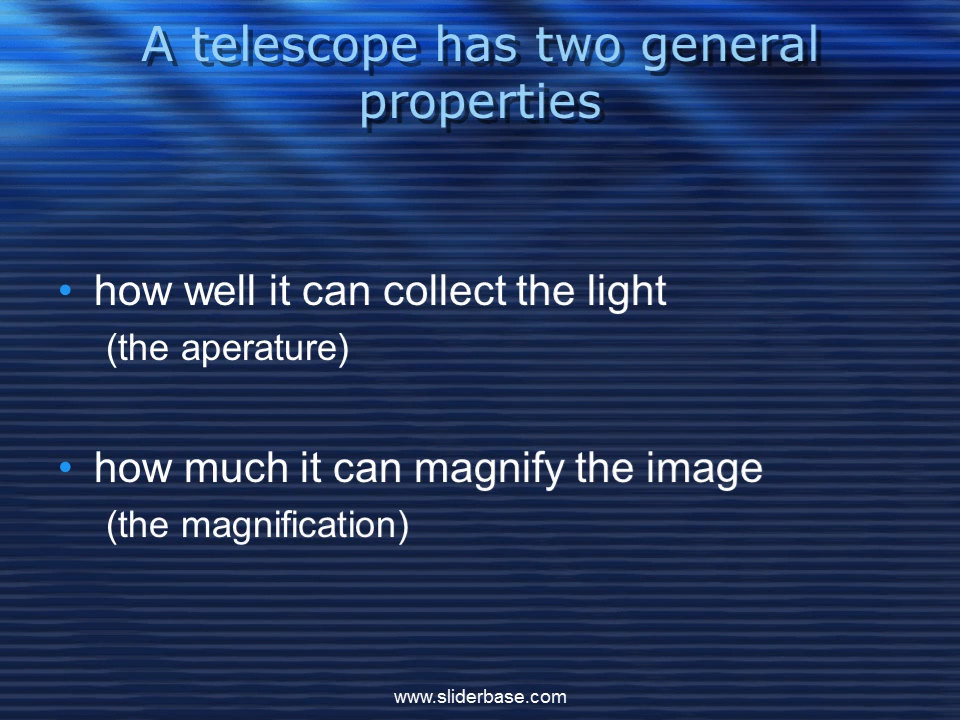 A telescope has two general
properties
• how well it can collect the light
(the aperature)
• how much it can magnify the image
(the magnification)
www.sliderbase.com